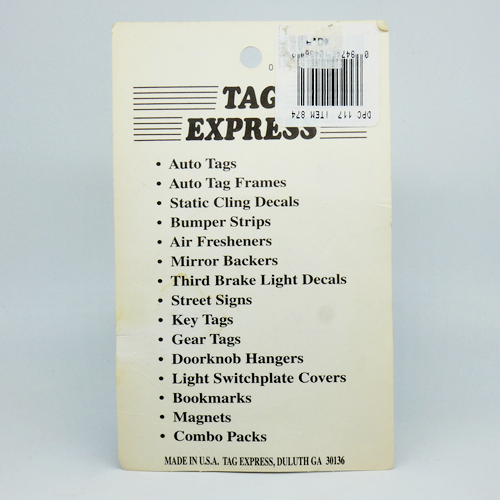 TAG
EXPRESS
DPC 117 ITEM 874
• Auto Tags
• Auto Tag Frames
• Static Cling Decals
• Bumper Strips
• Air Fresheners
• Mirror Backers
• Third Brake Light Decals
• Street Signs
• Key Tags
• Gear Tags
• Doorknob Hangers
• Light Switchplate Covers
• Bookmarks
• Magnets
• Combo Packs
MADE IN U.S.A. TAG EXPRESS, DULUTH GA 30136